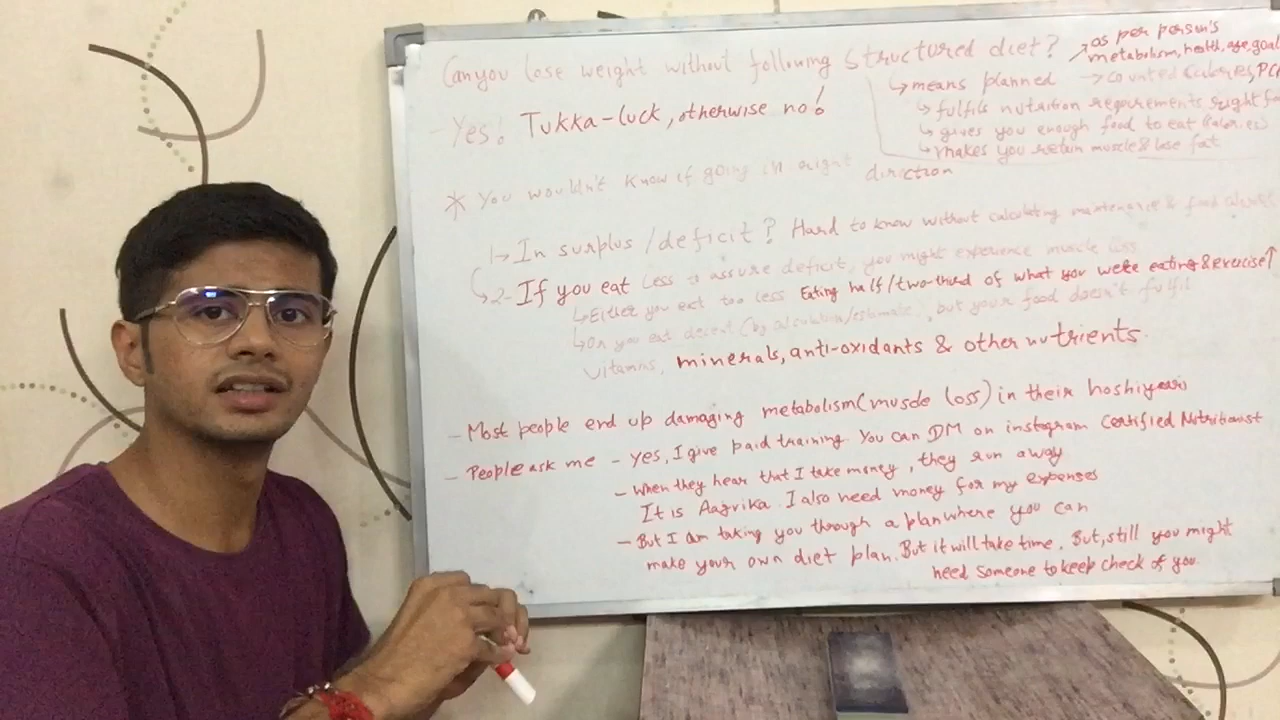 Can you lose weight without following structured diet?
as per person's
metabolism, health, age, goal
means planned
counted calories,
fulfils nutrition requirements
gives you enough food to eat (calories)
makes you retain muscle & lose fat
- Yes! Tukka-luck, otherwise no!
* You wouldn't know if going in right direction
1- In surplus/deficit? Hard to know without calculating maintenance & food
2- If you eat less to assure deficit, you might experience muscle loss
Either you eat too less Eating half/two-third of what you were eating & exercise↑
Or you eat decent (by calculation/estimate), but your food doesn't fulfil
vitamins, minerals, anti-oxidants & other nutrients.
- Most people end up damaging metabolism (muscle loss) in their hoshiyari
- People ask me - Yes, I give paid training. You can DM on instagram Certified Nutritionist
- When they hear that I take money, they run away
It is Aajivika. I also need money for my expenses
- But I am taking you through a plan where you can
make your own diet plan. But it will take time. But, still you might
need someone to keep check of you.